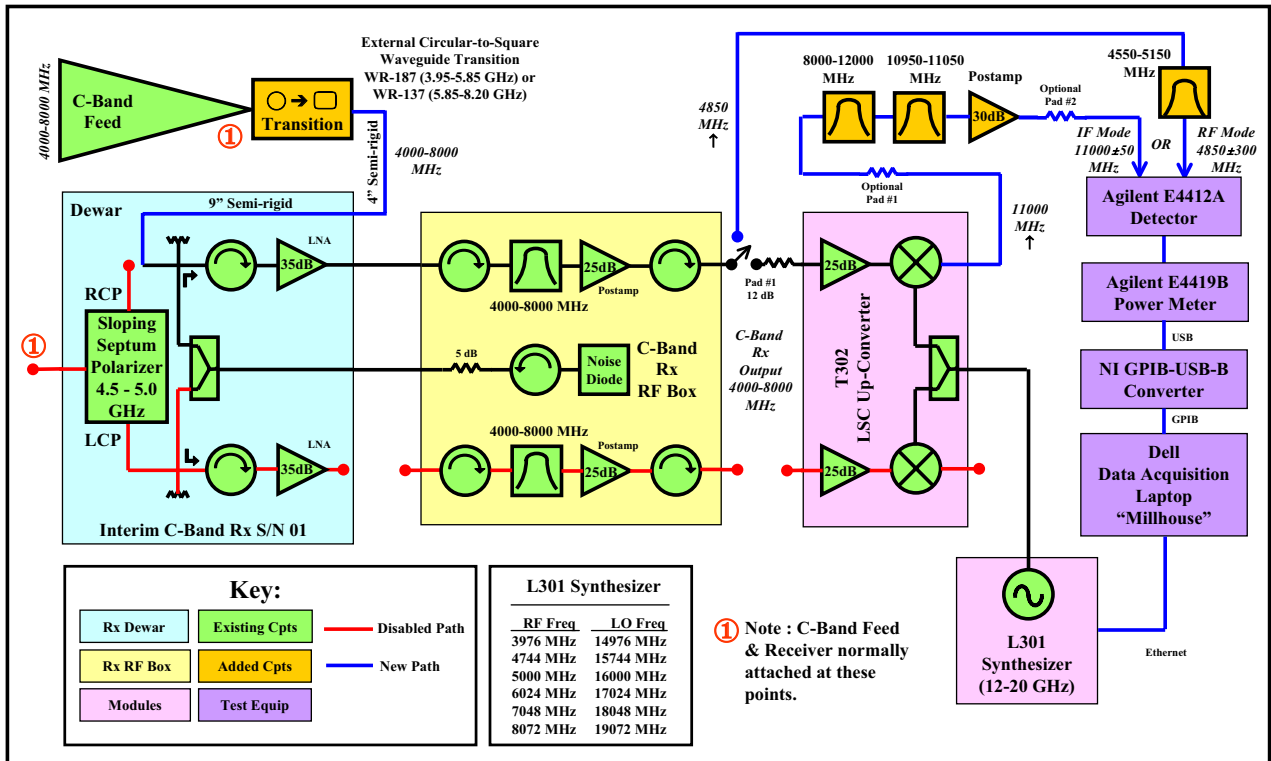 External Circular-to-Square
Waveguide Transition
WR-187 (3.95-5.85 GHz) or
WR-137 (5.85-8.20 GHz)
4000-8000 MHz
C-Band
Feed
①
Transition
4" Semi-rigid
4000-8000
MHz
4850
MHz
↑
8000-12000
MHz
10950-11050
MHz
Postamp
30dB
Optional
Pad #2
4550-5150
MHz
IF Mode
11000±50
MHz
OR
RF Mode
4850±300
MHz
Optional
Pad #1
11000
MHz
↑
Dewar
9" Semi-rigid
LNA
35dB
RCP
①
Sloping
Septum
Polarizer
4.5 - 5.0
GHz
LCP
LNA
35dB
Interim C-Band Rx S/N 01
4000-8000 MHz
25dB
Postamp
5 dB
Noise
Diode
C-Band
Rx
RF Box
4000-8000 MHz
Postamp
25dB
Pad #1
12 dB
C-Band
Rx
Output
4000-8000
MHz
25dB
T302
LSC Up-Converter
25dB
Agilent E4412A
Detector
Agilent E4419B
Power Meter
USB
NI GPIB-USB-B
Converter
GPIB
Dell
Data Acquisition
Laptop
“Millhouse”
Ethernet
L301
Synthesizer
(12-20 GHz)
Key:
Rx Dewar
Existing Cpts
Disabled Path
Rx RF Box
Added Cpts
New Path
Modules
Test Equip
L301 Synthesizer
RF Freq LO Freq
3976 MHz 14976 MHz
4744 MHz 15744 MHz
5000 MHz 16000 MHz
6024 MHz 17024 MHz
7048 MHz 18048 MHz
8072 MHz 19072 MHz
① Note : C-Band Feed
& Receiver normally
attached at these
points.